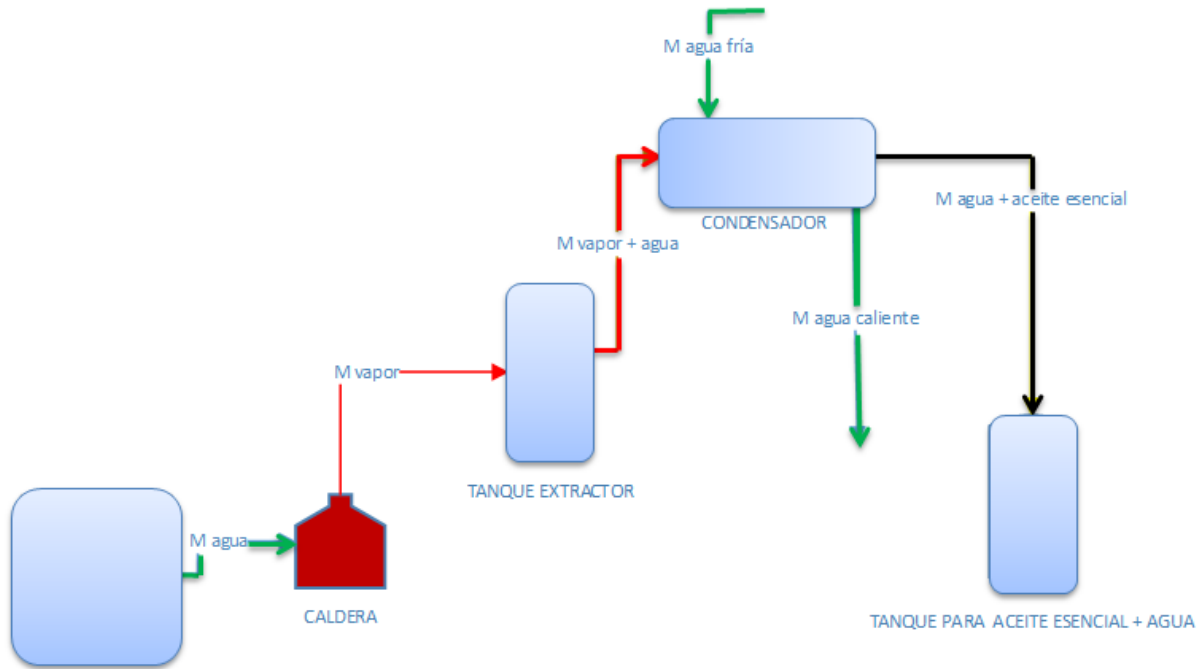 M agua fría
M agua + aceite esencial
CONDENSADOR
M vapor + agua
M agua caliente
M vapor
TANQUE EXTRACTOR
M agua
CALDERA
TANQUE PARA ACEITE ESENCIAL + AGUA